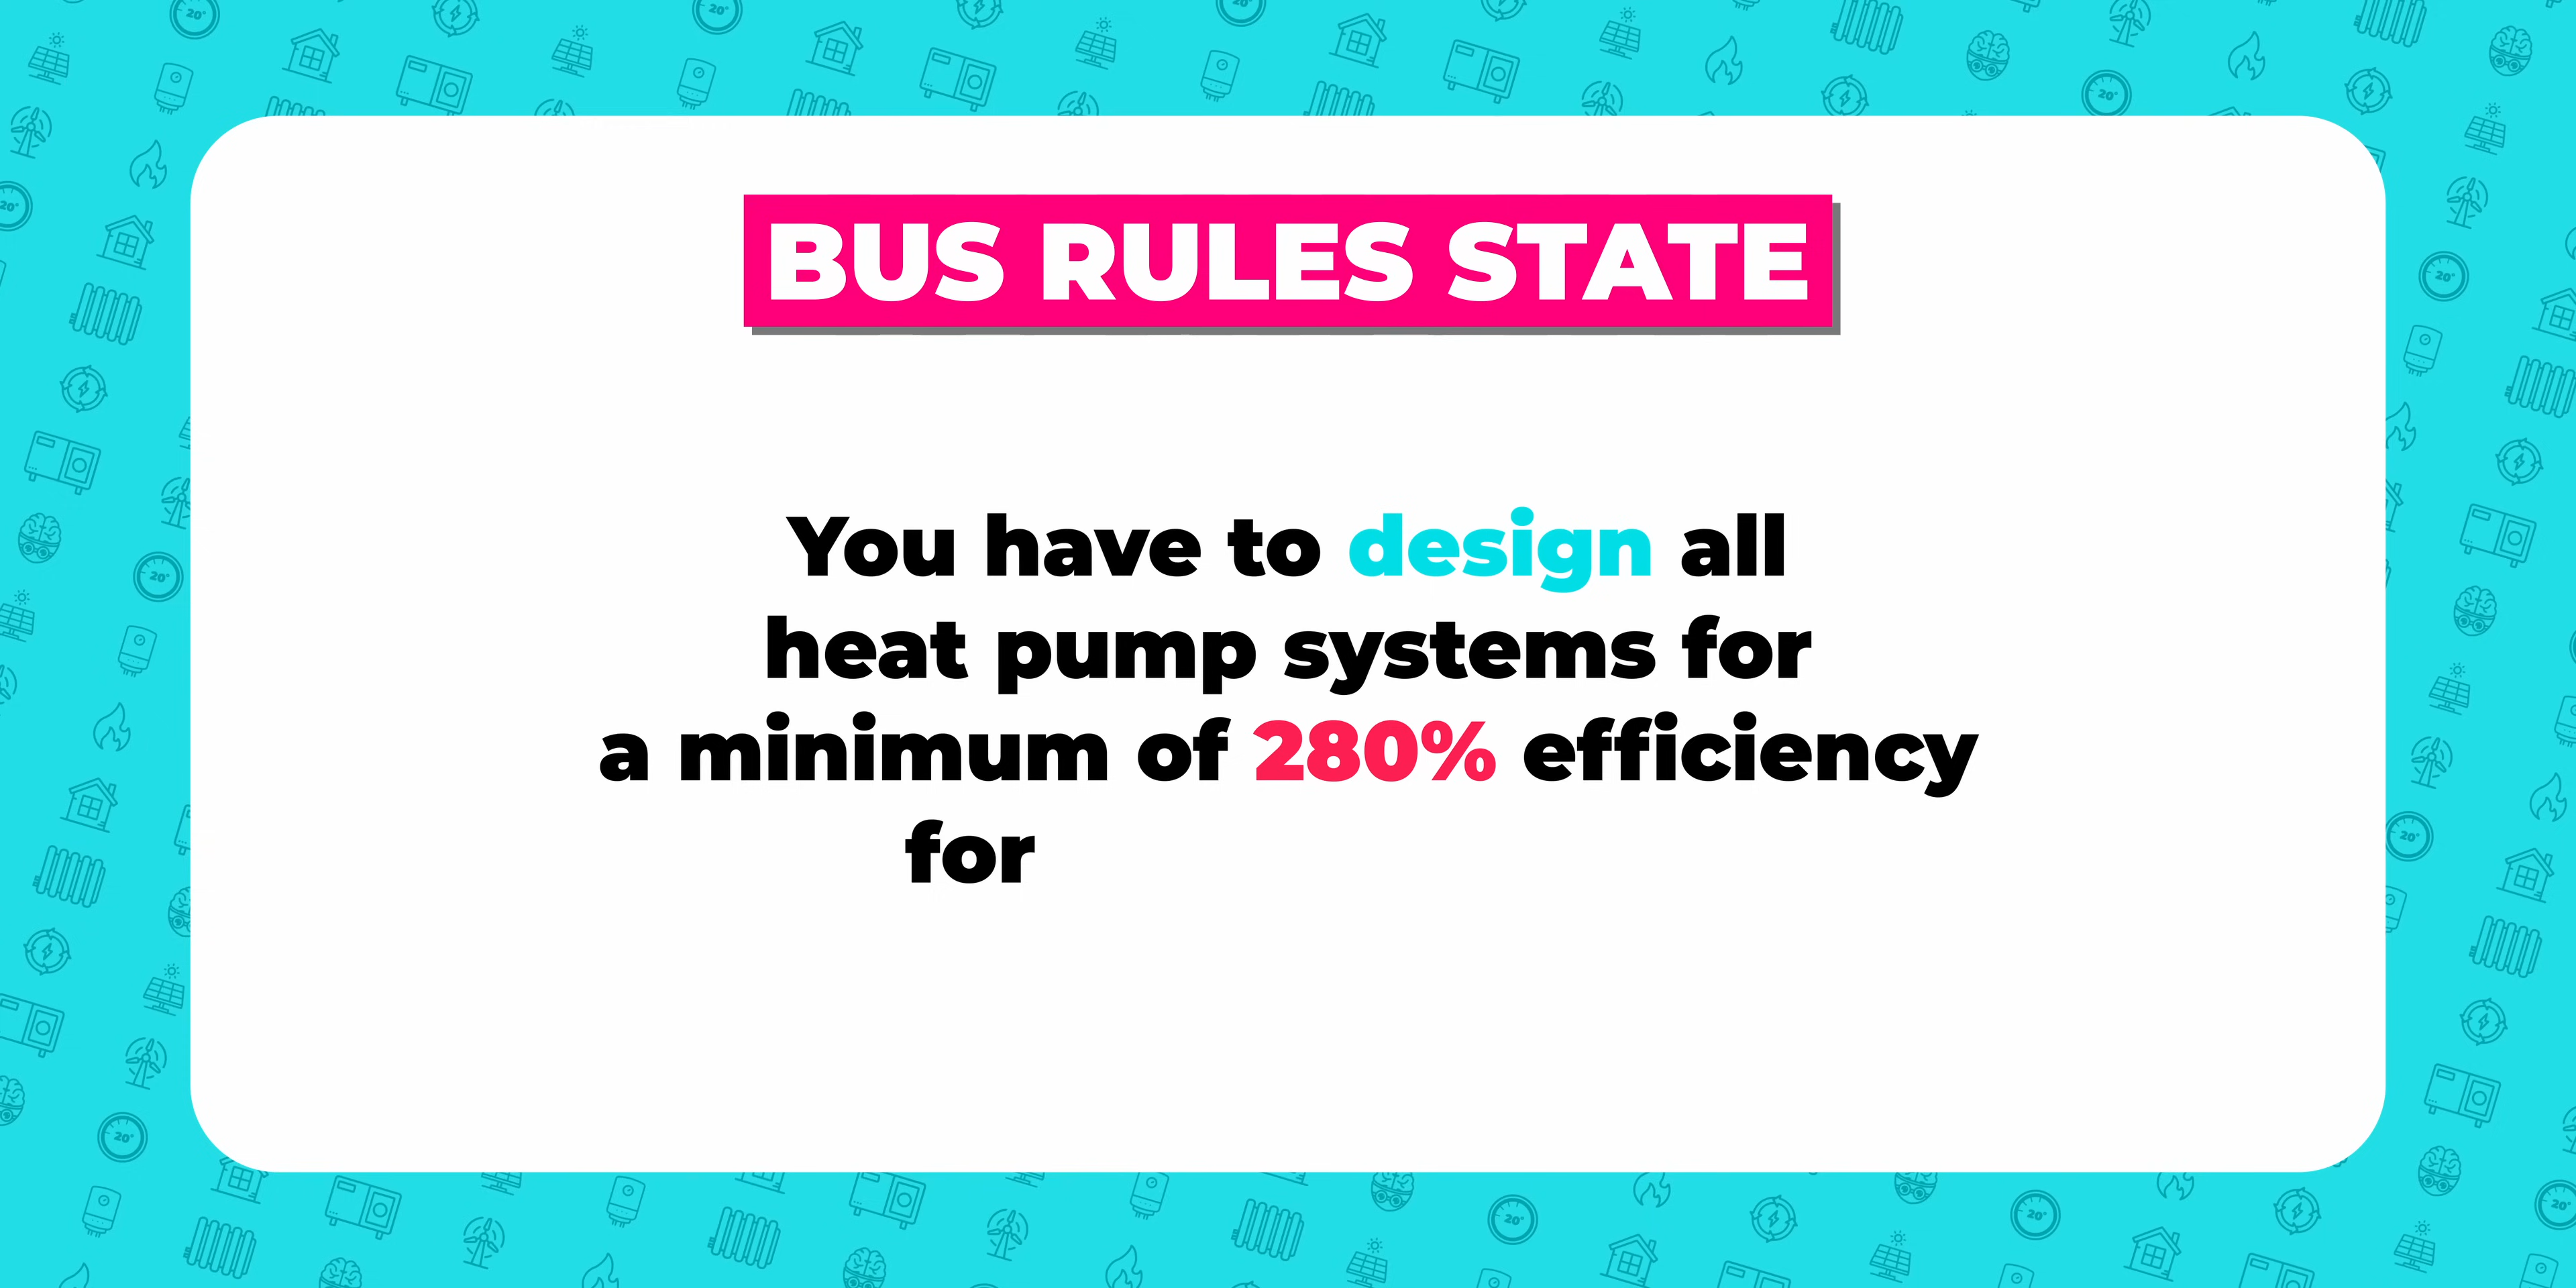 BUS RULES STATE
You have to design all
heat pump systems for
a minimum of 280% efficiency
for